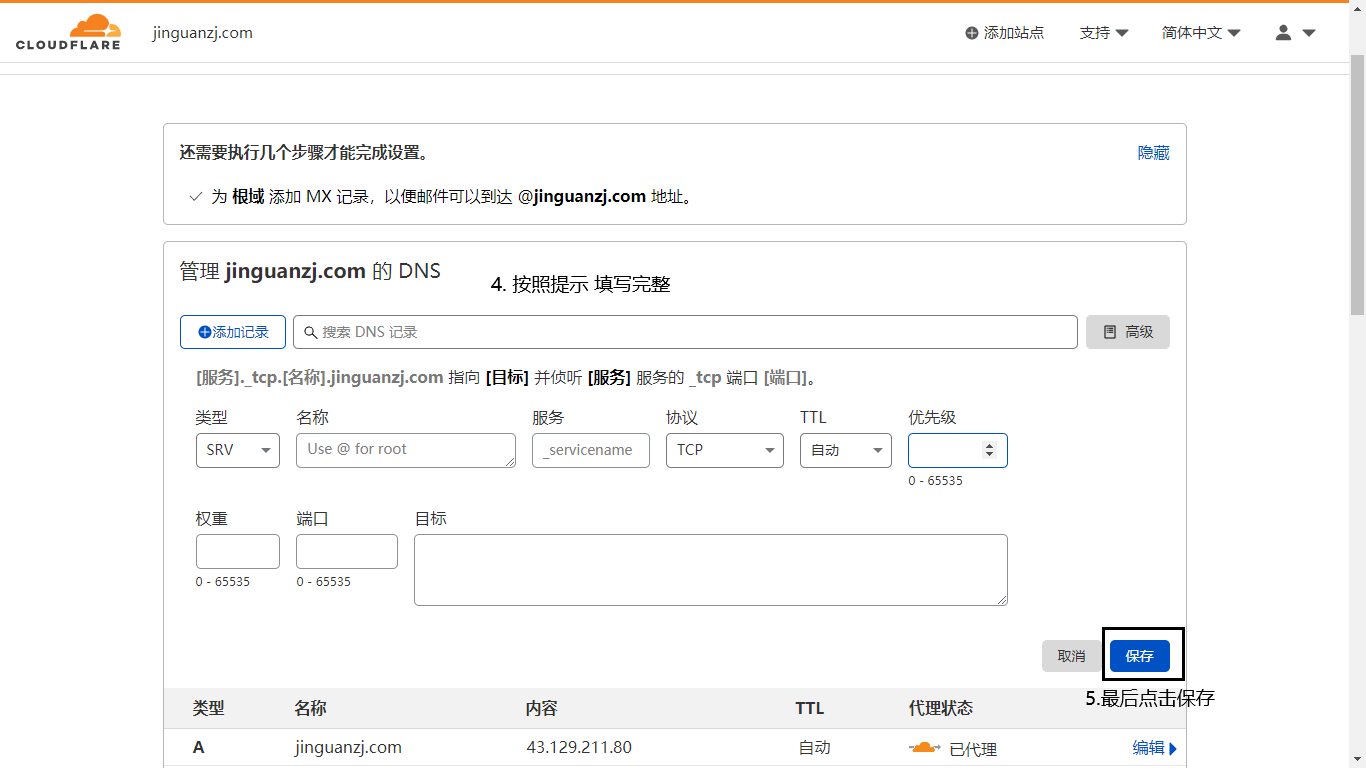 CLOUDFLARE jinguanzj.com 添加站点 支持 简体中文
还需要执行几个步骤才能完成设置。 隐藏
为 根域 添加 MX 记录，以便邮件可以到达 @jinguanzj.com 地址。
管理 jinguanzj.com 的 DNS
4. 按照提示 填写完整
添加记录 搜索 DNS 记录 高级
[服务]._tcp.[名称].jinguanzj.com 指向 [目标] 并侦听 [服务] 服务的 _tcp 端口 [端口]。
类型 名称 服务 协议 TTL 优先级
SRV Use @ for root _servicename TCP 自动
0 - 65535
权重 端口 目标
0 - 65535 0 - 65535
取消 保存
5.最后点击保存
类型 名称 内容 TTL 代理状态
A jinguanzj.com 43.129.211.80 自动 已代理 编辑